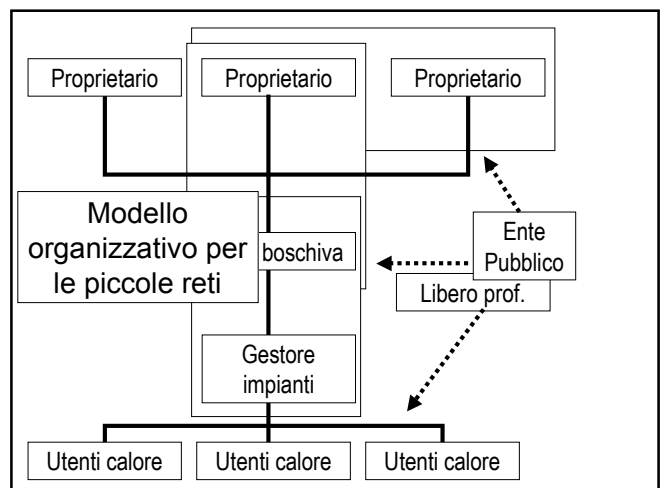 Proprietario
Proprietario
Proprietario
Modello
organizzativo per
le piccole reti
boschiva
Ente
Pubblico
Libero prof.
Gestore
impianti
Utenti calore
Utenti calore
Utenti calore